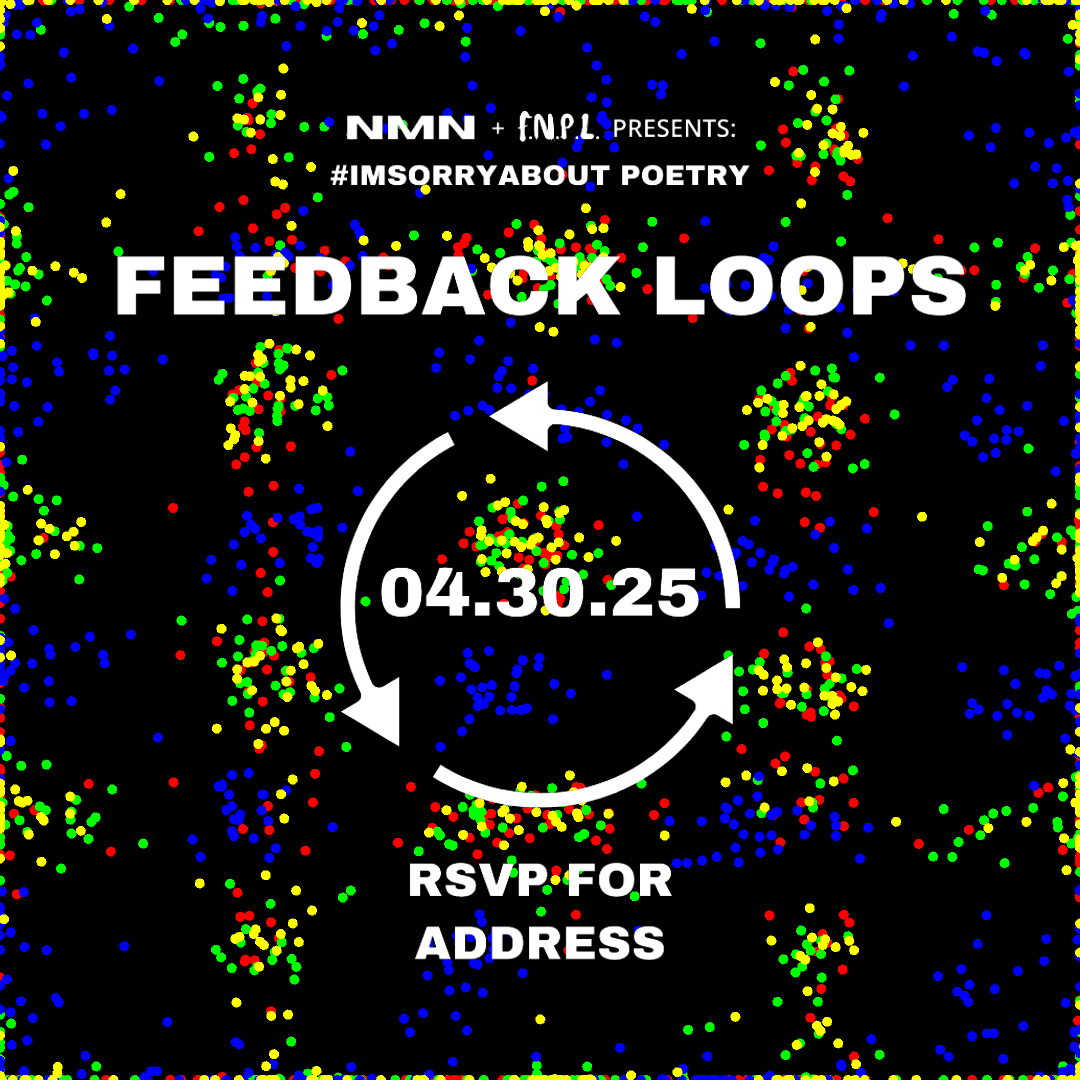 NMN + F.N.P.L. PRESENTS:
#IMSORRYABOUT POETRY
FEEDBACK LOOPS
04.30.25
RSVP FOR
ADDRESS